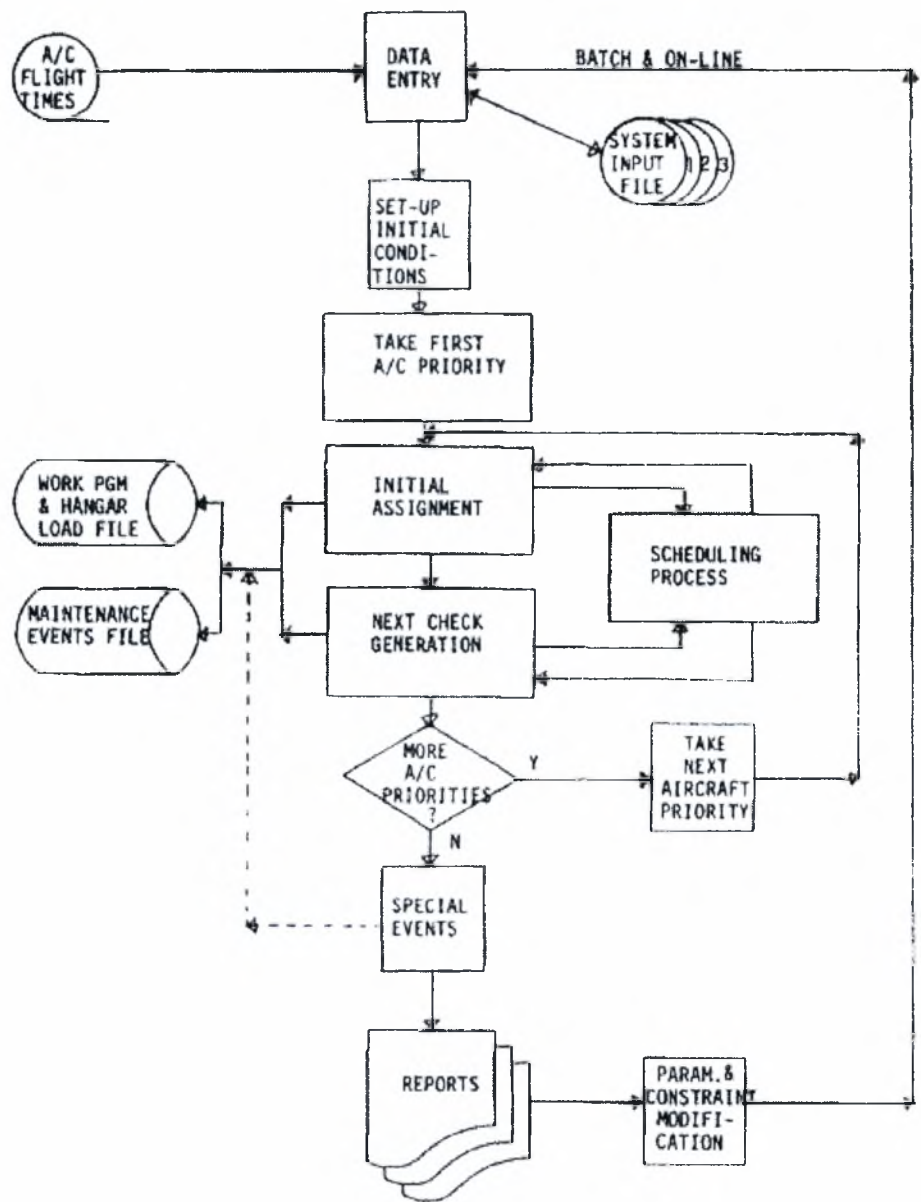 A/C
FLIGHT
TIMES
DATA
ENTRY
BATCH & ON-LINE
SYSTEM
INPUT
FILE
1 2 3
SET-UP
INITIAL
CONDI-
TIONS
TAKE FIRST
A/C PRIORITY
INITIAL
ASSIGNMENT
WORK PGM
& HANGAR
LOAD FILE
SCHEDULING
PROCESS
MAINTENANCE
EVENTS FILE
NEXT CHECK
GENERATION
MORE
A/C
PRIORITIES
?
Y
TAKE
NEXT
AIRCRAFT
PRIORITY
N
SPECIAL
EVENTS
REPORTS
PARAM.&
CONSTRAINT
MODIFI-
CATION